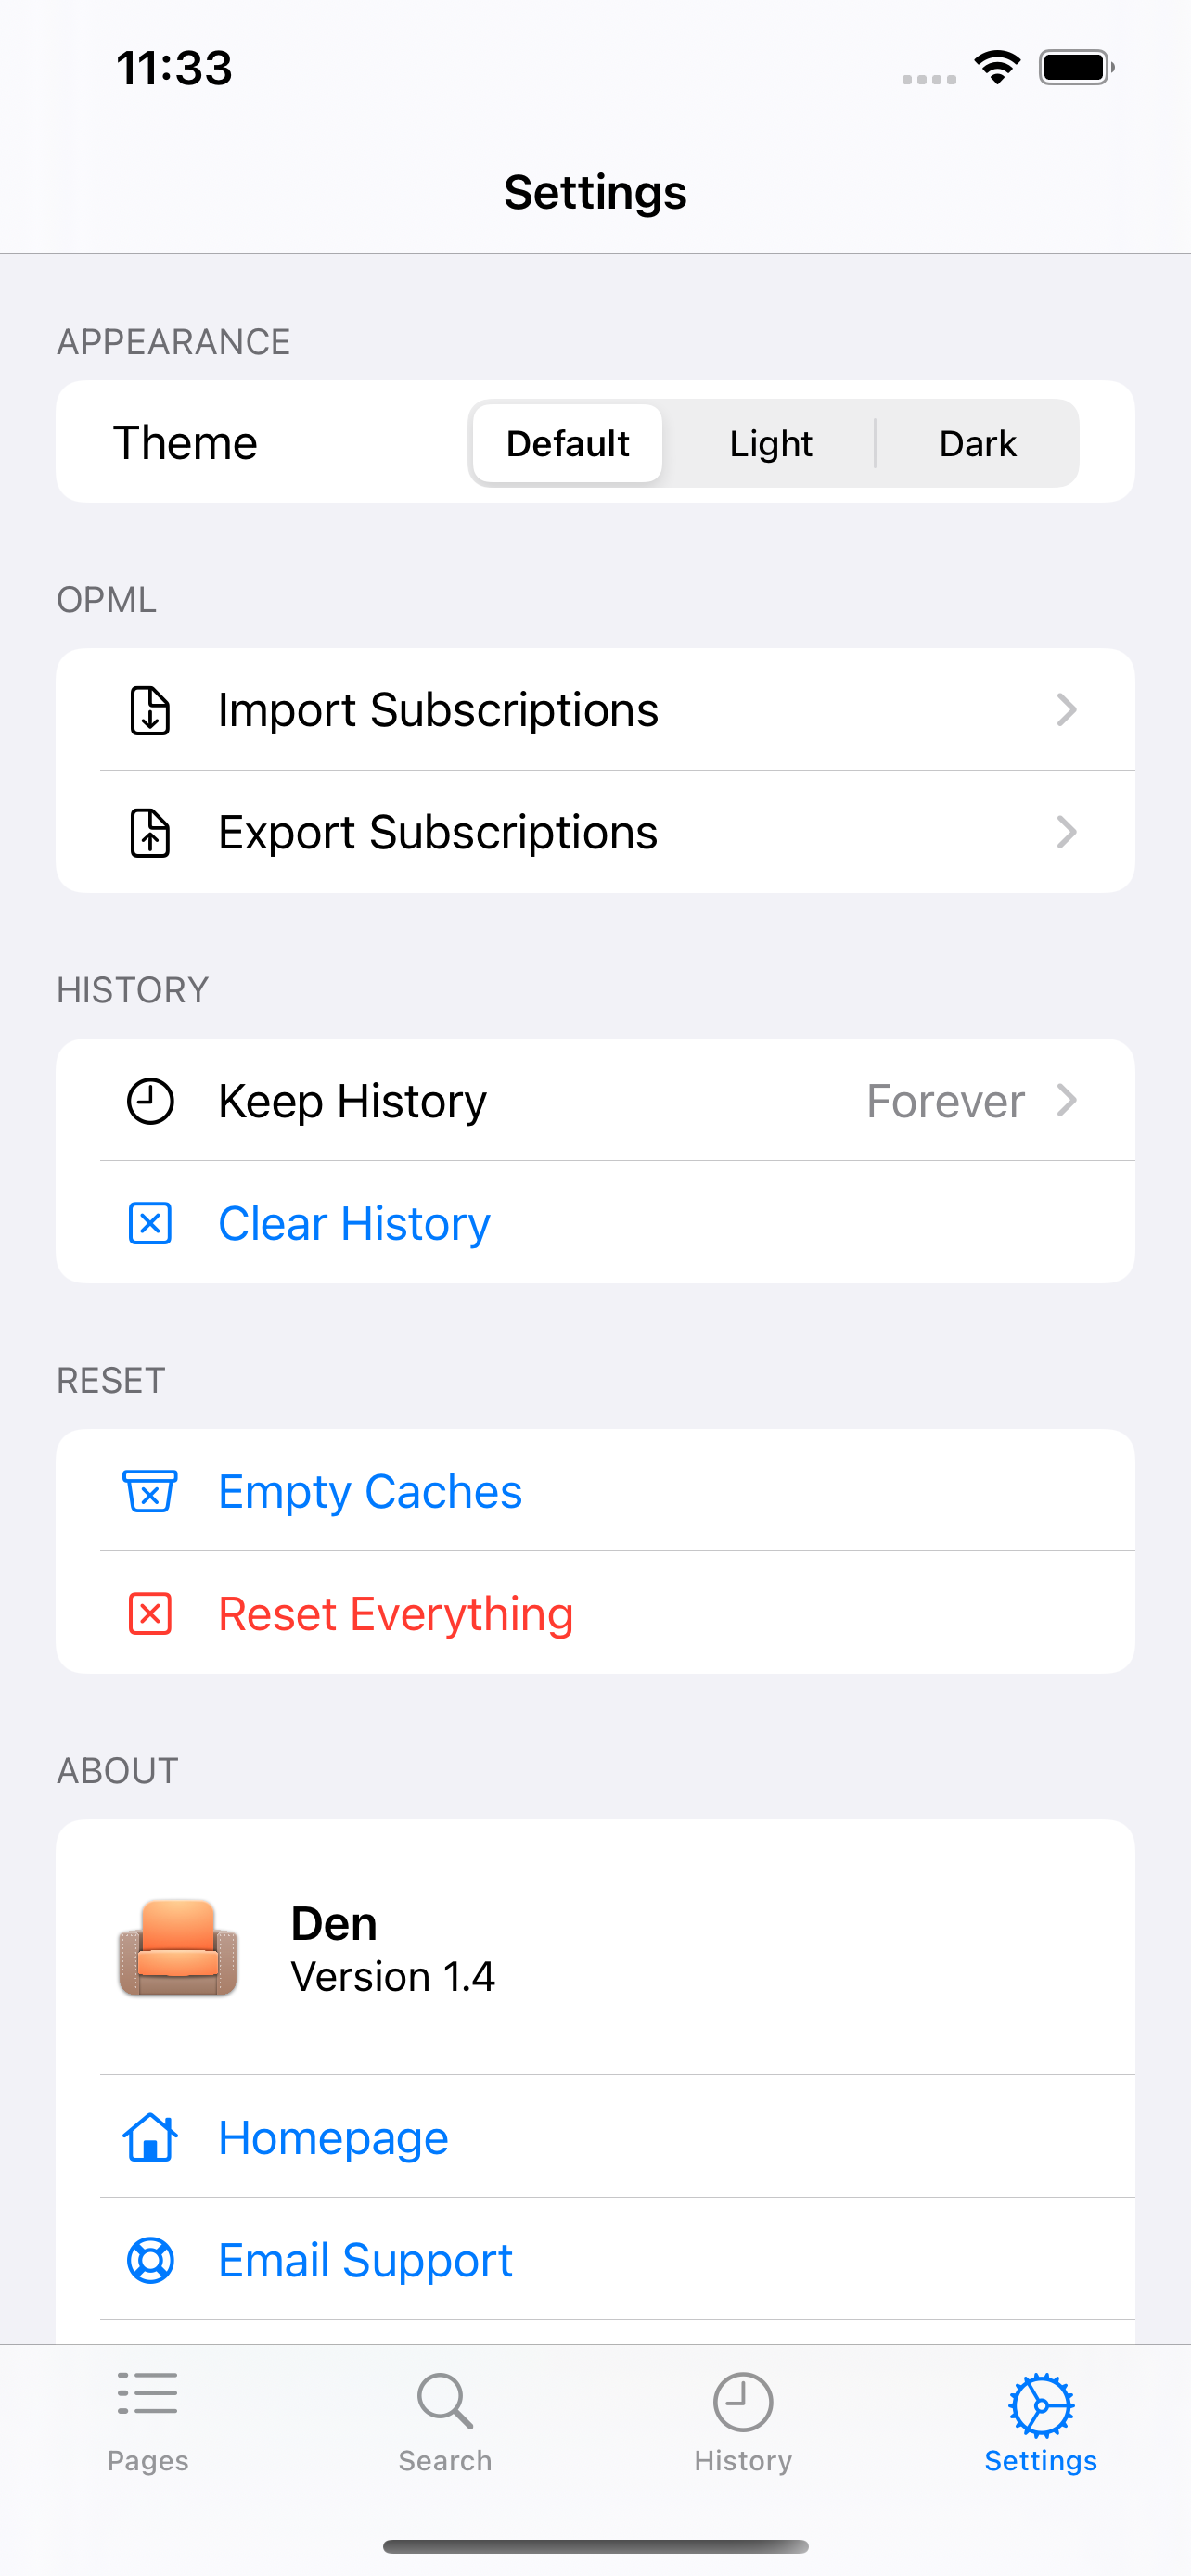 11:33
Settings
APPEARANCE
Theme
Default
Light
Dark
OPML
Import Subscriptions
Export Subscriptions
HISTORY
Keep History
Forever
Clear History
RESET
Empty Caches
Reset Everything
ABOUT
Den
Version 1.4
Homepage
Email Support
Pages
Search
History
Settings